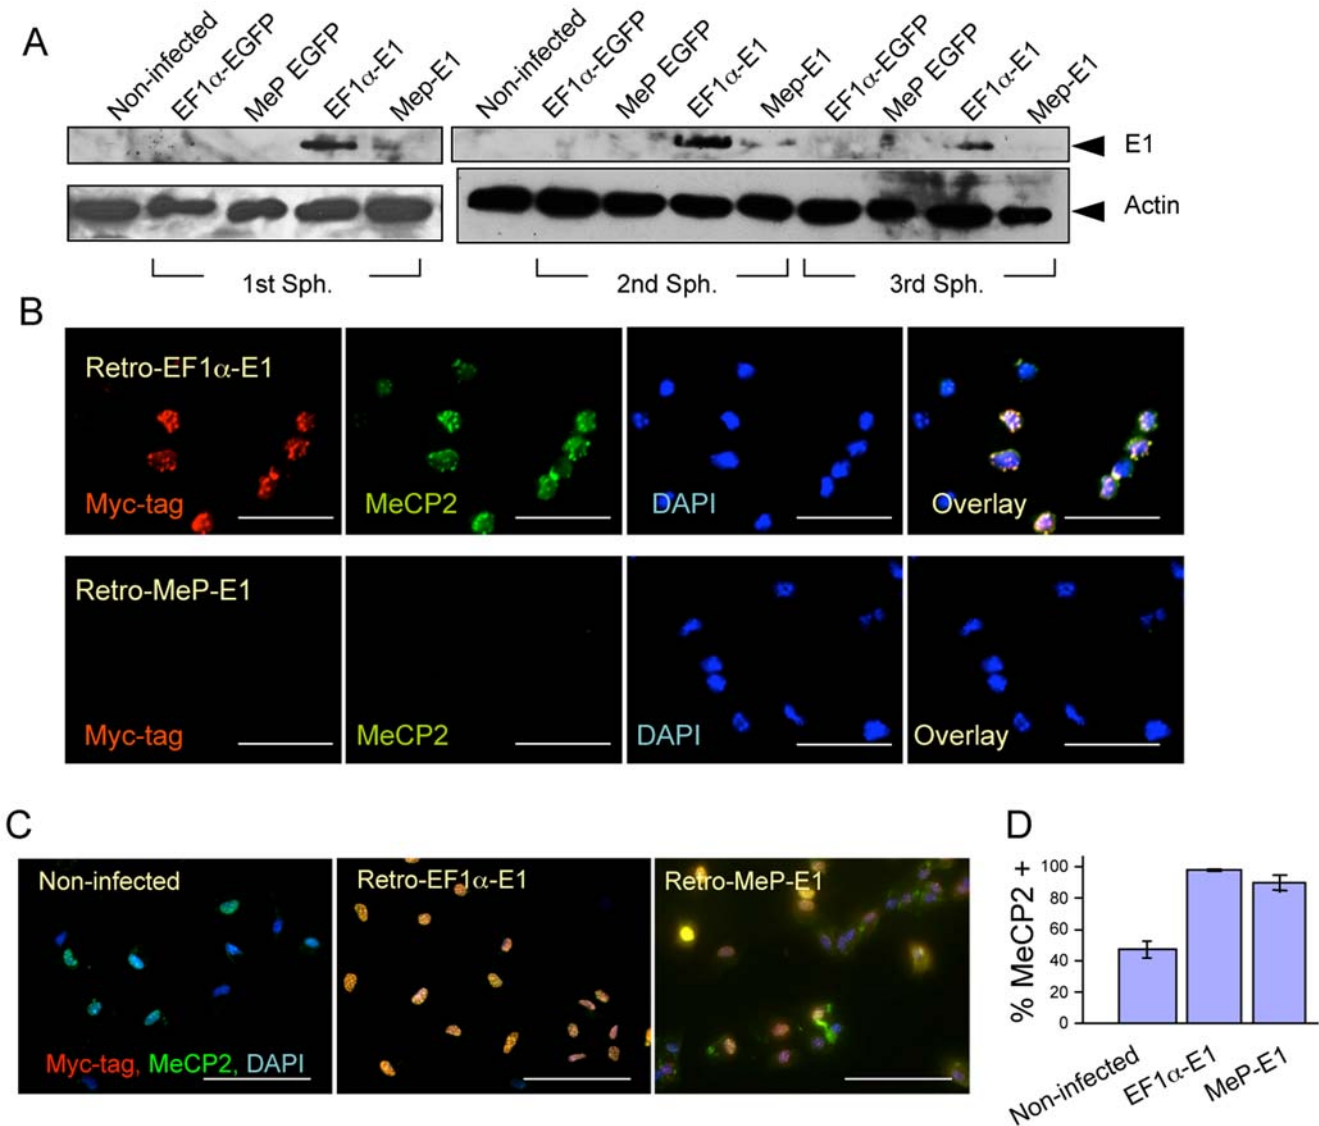 A
Non-infected
EF1α-EGFP
MeP EGFP
EF1α-E1
Mep-E1
Non-infected
EF1α-EGFP
MeP EGFP
EF1α-E1
Mep-E1
EF1α-EGFP
MeP EGFP
EF1α-E1
Mep-E1
E1
Actin
1st Sph.
2nd Sph.
3rd Sph.
B
Retro-EF1α-E1
Myc-tag
MeCP2
DAPI
Overlay
Retro-MeP-E1
Myc-tag
MeCP2
DAPI
Overlay
C
Non-infected
Myc-tag, MeCP2, DAPI
Retro-EF1α-E1
Retro-MeP-E1
D
% MeCP2 +
100
80
60
40
20
0
Non-infected
EF1α-E1
MeP-E1